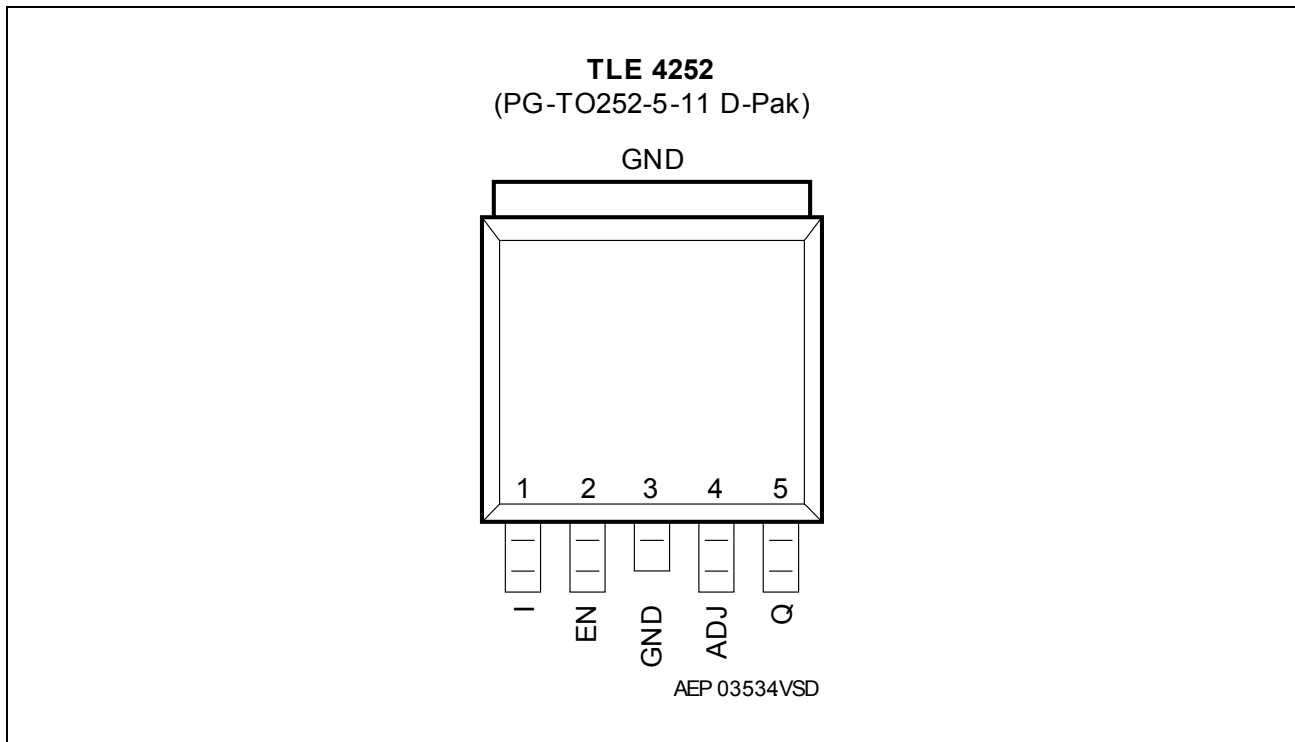 TLE 4252
(PG-TO252-5-11 D-Pak)
GND
1 2 3 4 5
I EN GND ADJ Q
AEP 03534VSD